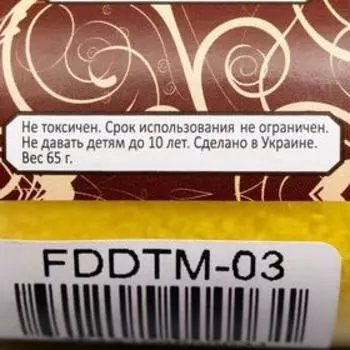 Не токсичен. Срок использования не ограничен.
Не давать детям до 10 лет. Сделано в Украине.
Вес 65 г.
FDDTM-03